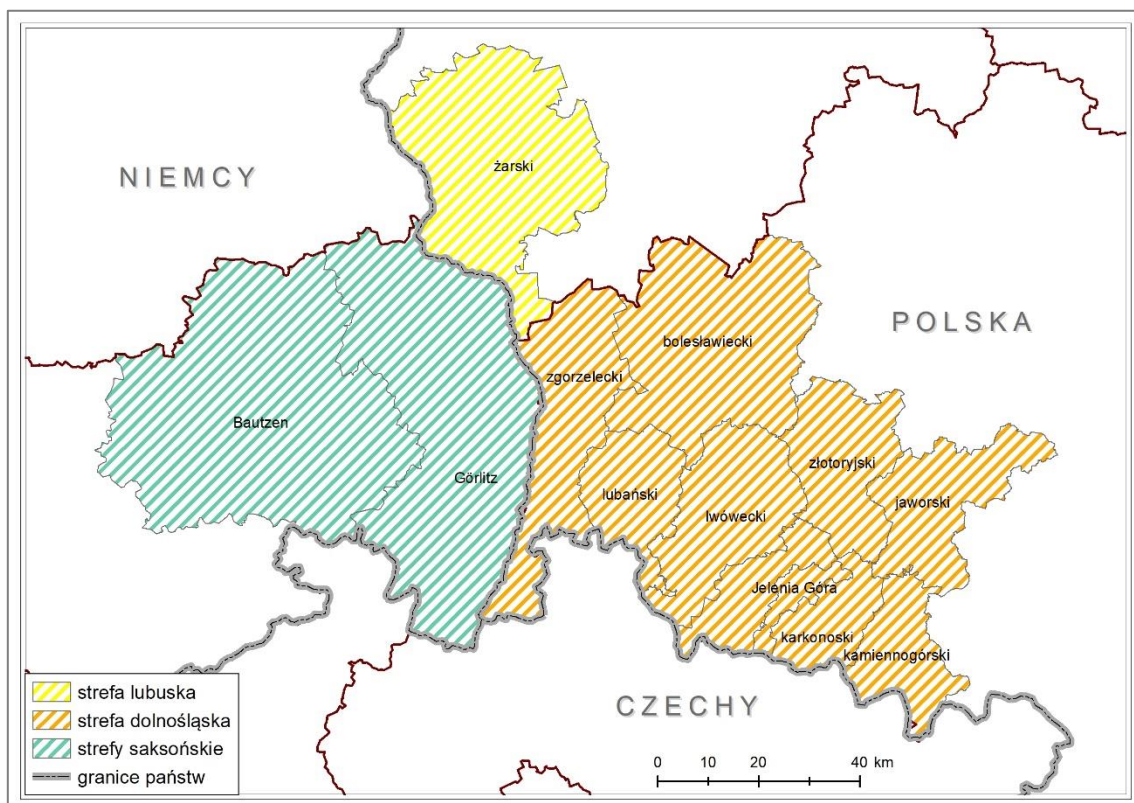 żarski
NIEMCY
POLSKA
bolesławiecki
zgorzelecki
Bautzen
złotoryjski
Görlitz
lubański
jaworski
lwówecki
Jelenia Góra
karkonoski
kamiennogórski
CZECHY
strefa lubuska
strefa dolnośląska
strefy saksońskie
granice państw
0 10 20 40 km